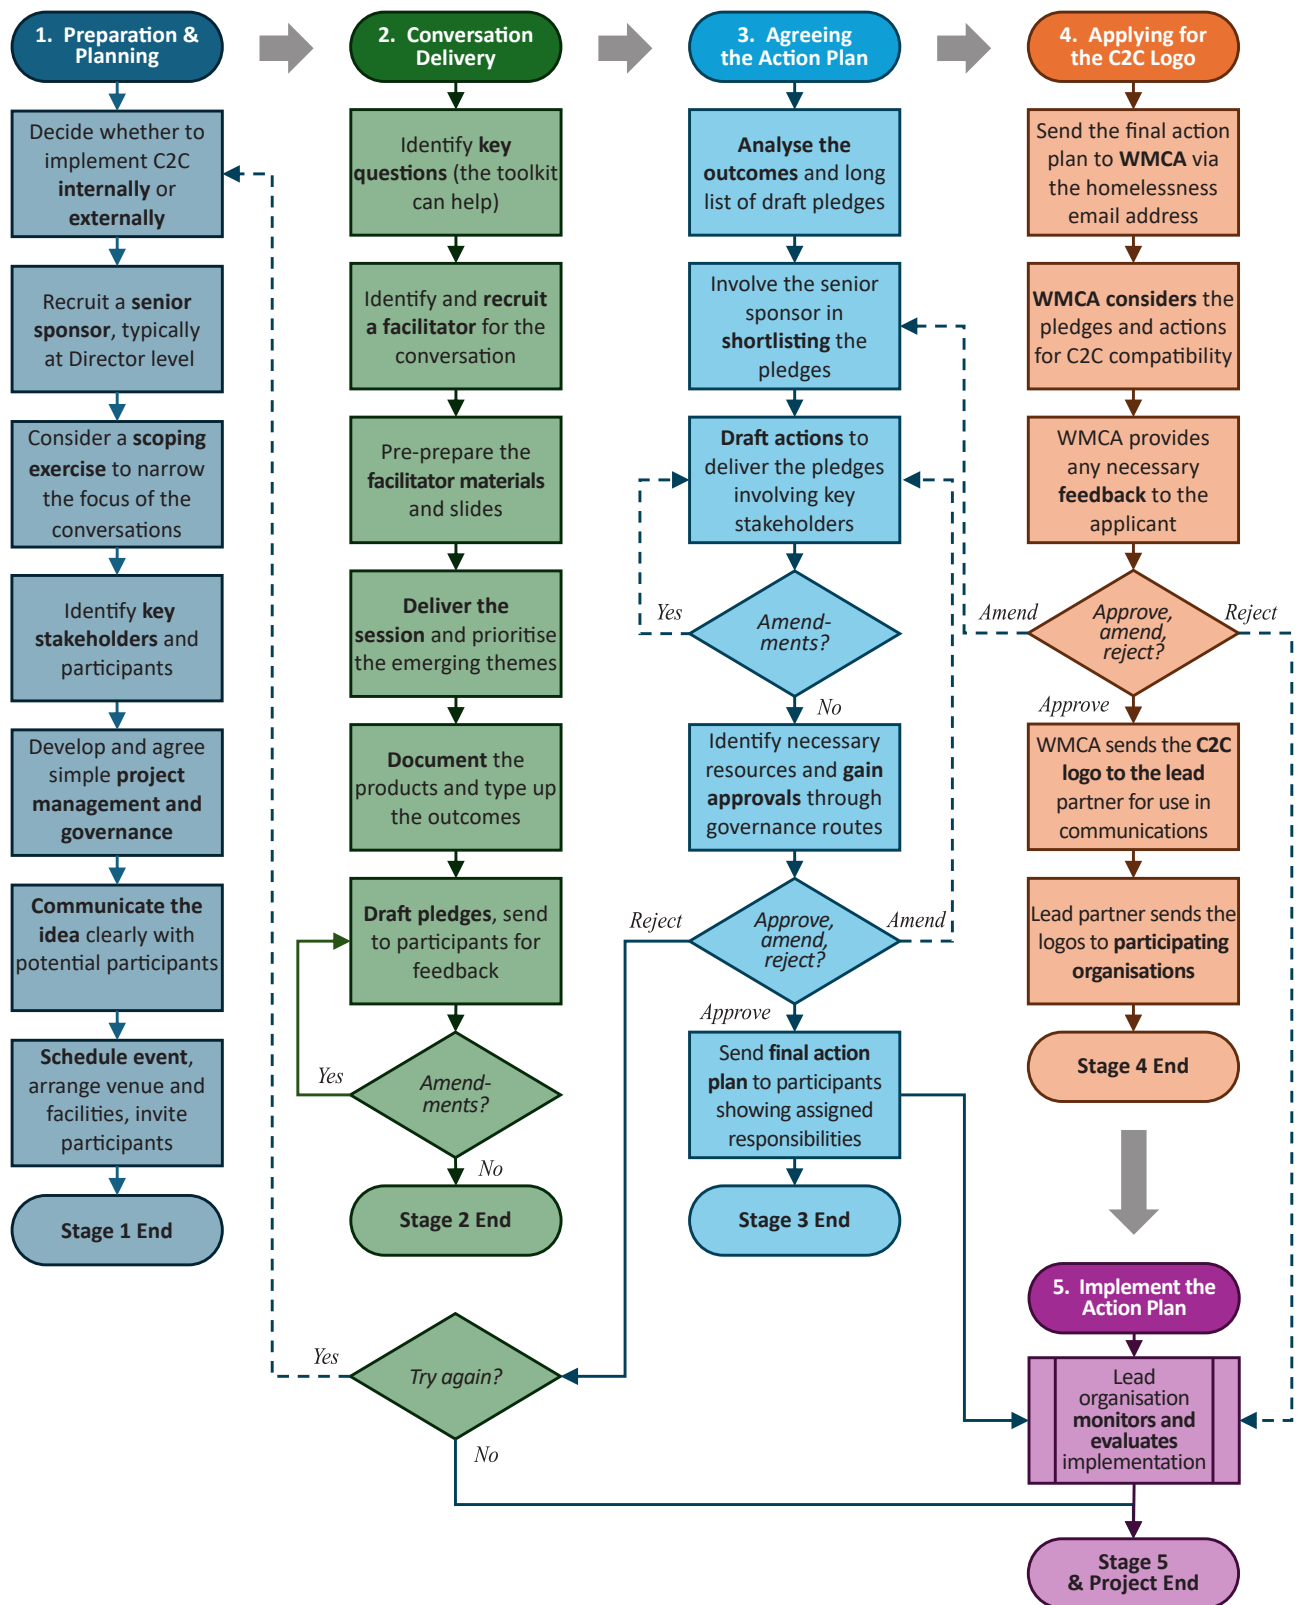 1. Preparation &
Planning
Decide whether to
implement C2C
internally or
externally
Recruit a senior
sponsor, typically
at Director level
Consider a scoping
exercise to narrow
the focus of the
conversations
Identify key
stakeholders and
participants
Develop and agree
simple project
management and
governance
Communicate the
idea clearly with
potential participants
Schedule event,
arrange venue and
facilities, invite
participants
Stage 1 End
2. Conversation
Delivery
Identify key
questions (the toolkit
can help)
Identify and recruit
a facilitator for the
conversation
Pre-prepare the
facilitator materials
and slides
Deliver the
session and prioritise
the emerging themes
Document the
products and type up
the outcomes
Draft pledges, send
to participants for
feedback
Yes
Amend-
ments?
No
Stage 2 End
Yes
Try again?
No
3. Agreeing
the Action Plan
Analyse the
outcomes and long
list of draft pledges
Involve the senior
sponsor in
shortlisting the
pledges
Draft actions to
deliver the pledges
involving key
stakeholders
Yes
Amend-
ments?
No
Identify necessary
resources and gain
approvals through
governance routes
Reject
Approve,
amend,
reject?
Amend
Approve
Send final action
plan to participants
showing assigned
responsibilities
Stage 3 End
4. Applying for
the C2C Logo
Send the final action
plan to WMCA via
the homelessness
email address
WMCA considers the
pledges and actions
for C2C compatibility
WMCA provides
any necessary
feedback to the
applicant
Amend
Approve,
amend,
reject?
Reject
Approve
WMCA sends the C2C
logo to the lead
partner for use in
communications
Lead partner sends the
logos to participating
organisations
Stage 4 End
5. Implement the
Action Plan
Lead
organisation
monitors and
evaluates
implementation
Stage 5
& Project End